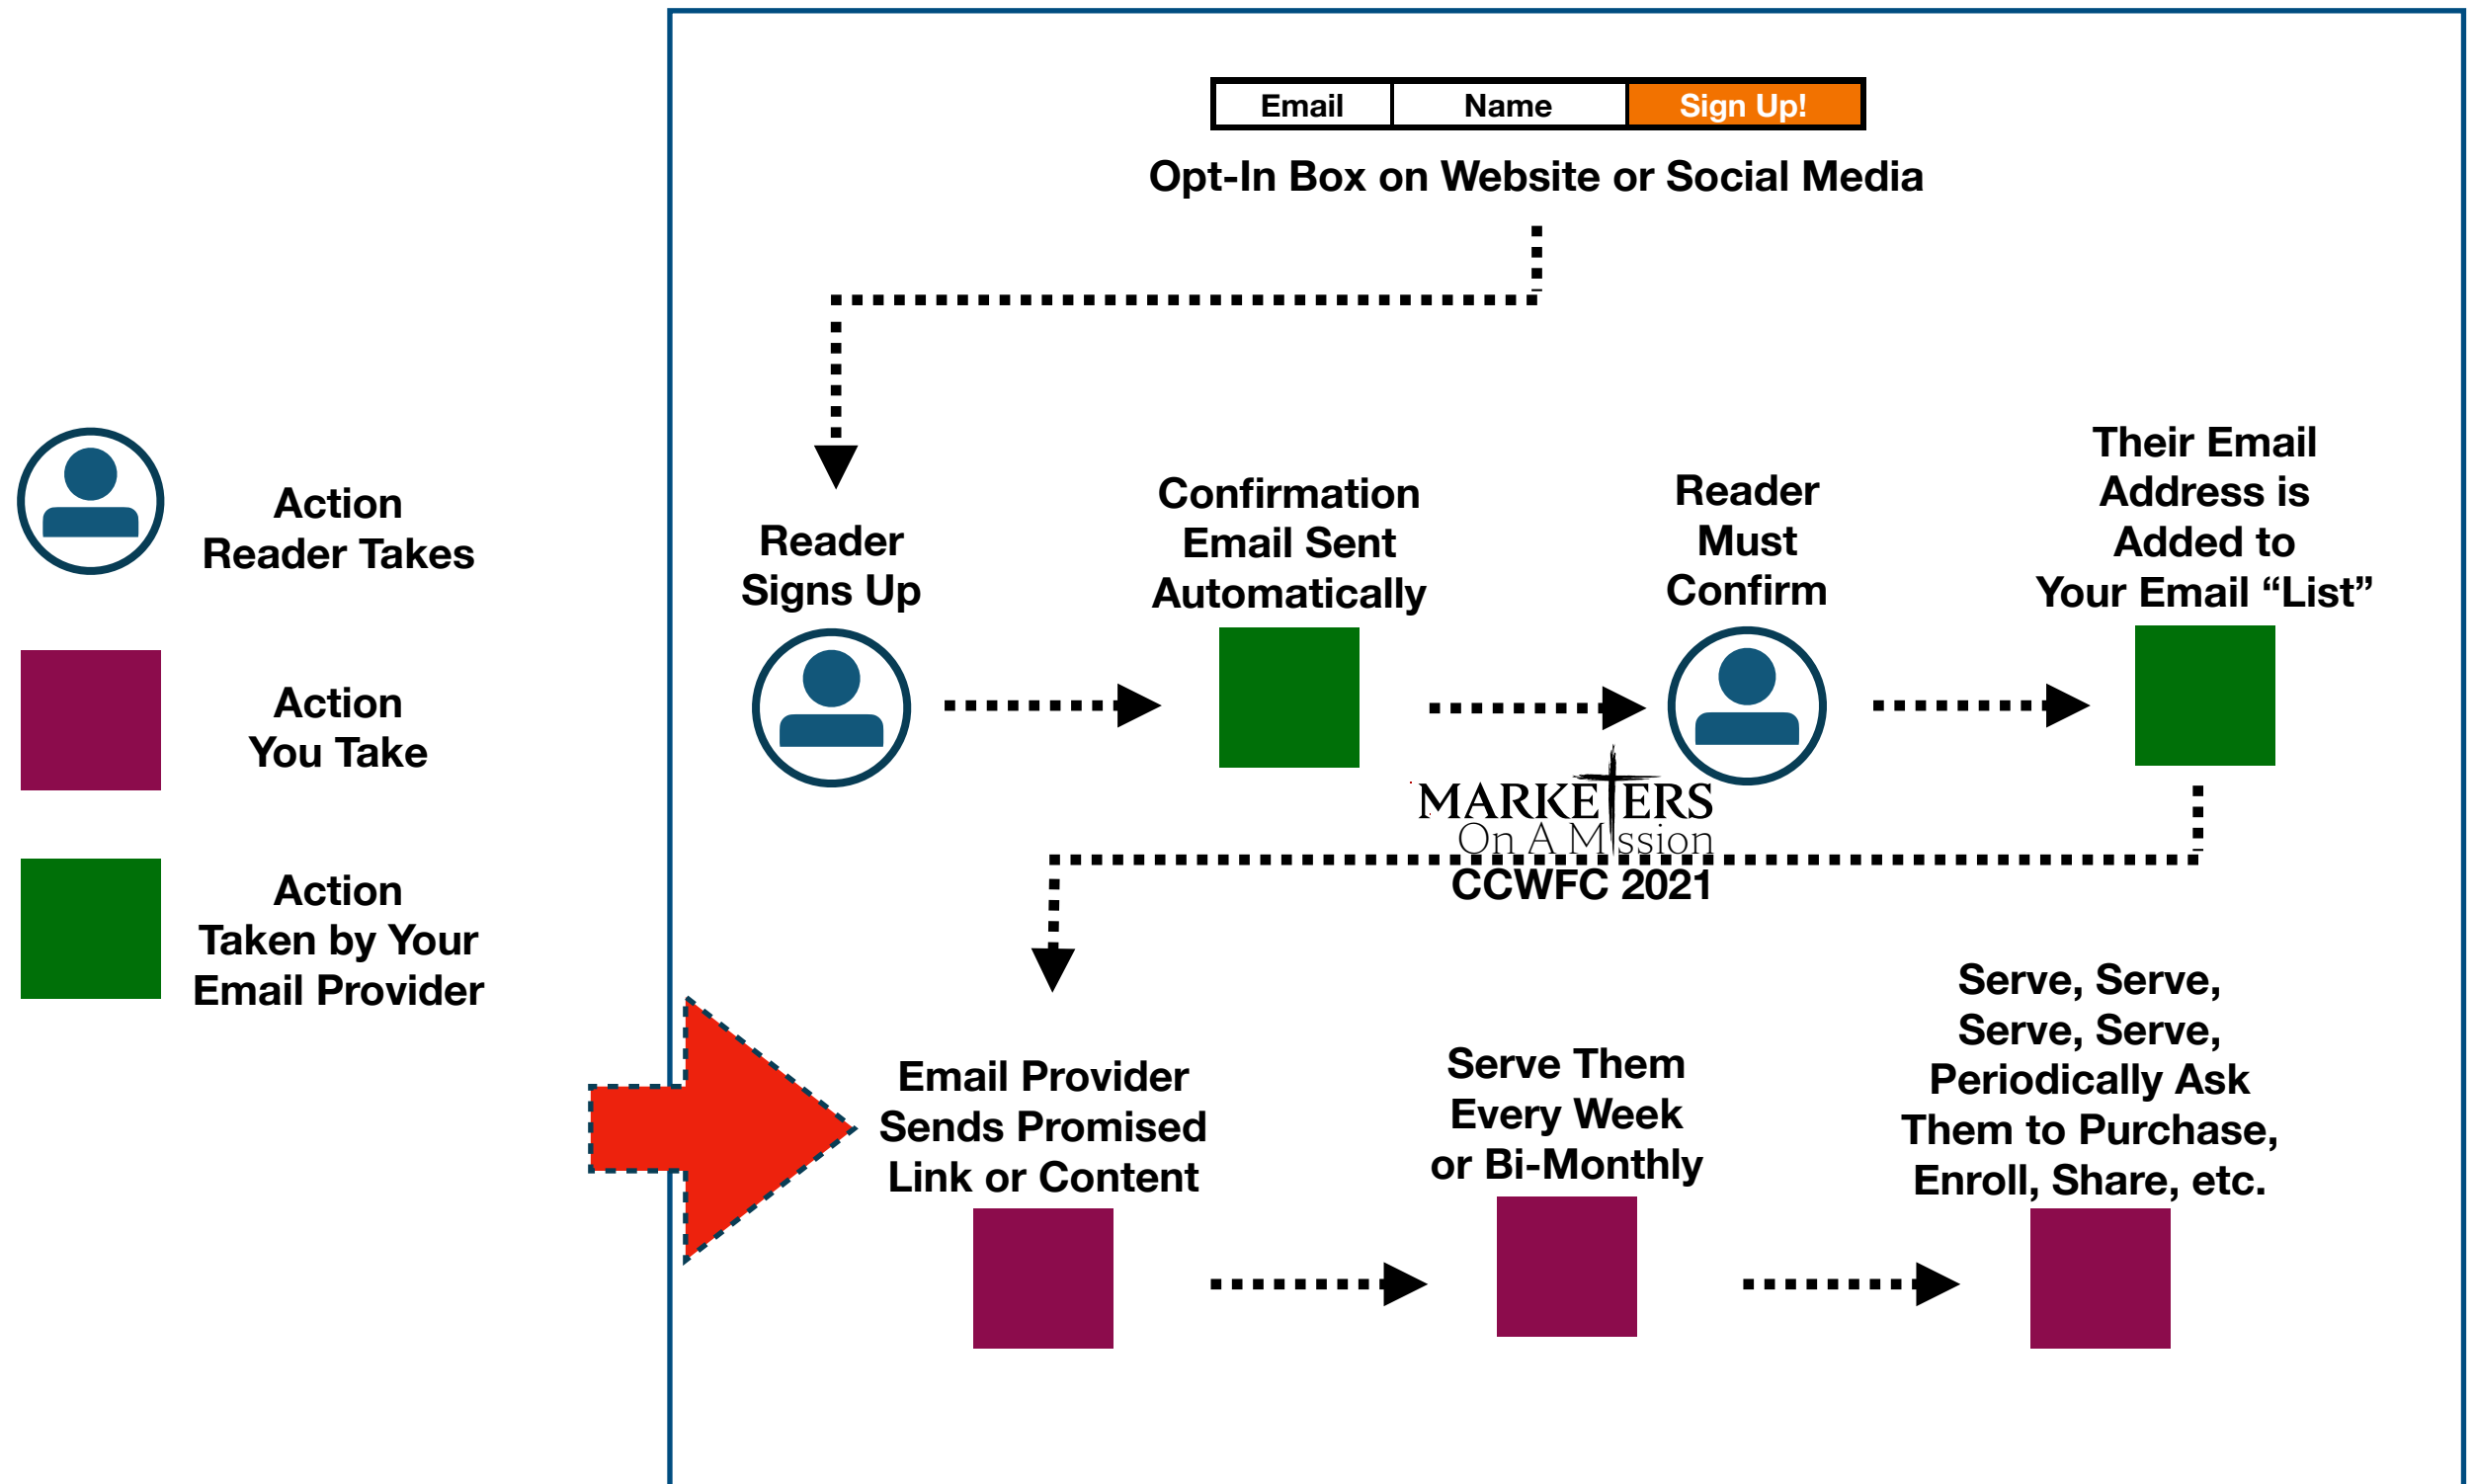 Email Name Sign Up!
Opt-In Box on Website or Social Media
Action
Reader Takes
Action
You Take
Action
Taken by Your
Email Provider
Reader
Signs Up
Confirmation
Email Sent
Automatically
Reader
Must
Confirm
Their Email
Address is
Added to
Your Email “List”
MARKETERS
On A Mission
CCWFC 2021
Email Provider
Sends Promised
Link or Content
Serve Them
Every Week
or Bi-Monthly
Serve, Serve,
Serve, Serve,
Periodically Ask
Them to Purchase,
Enroll, Share, etc.